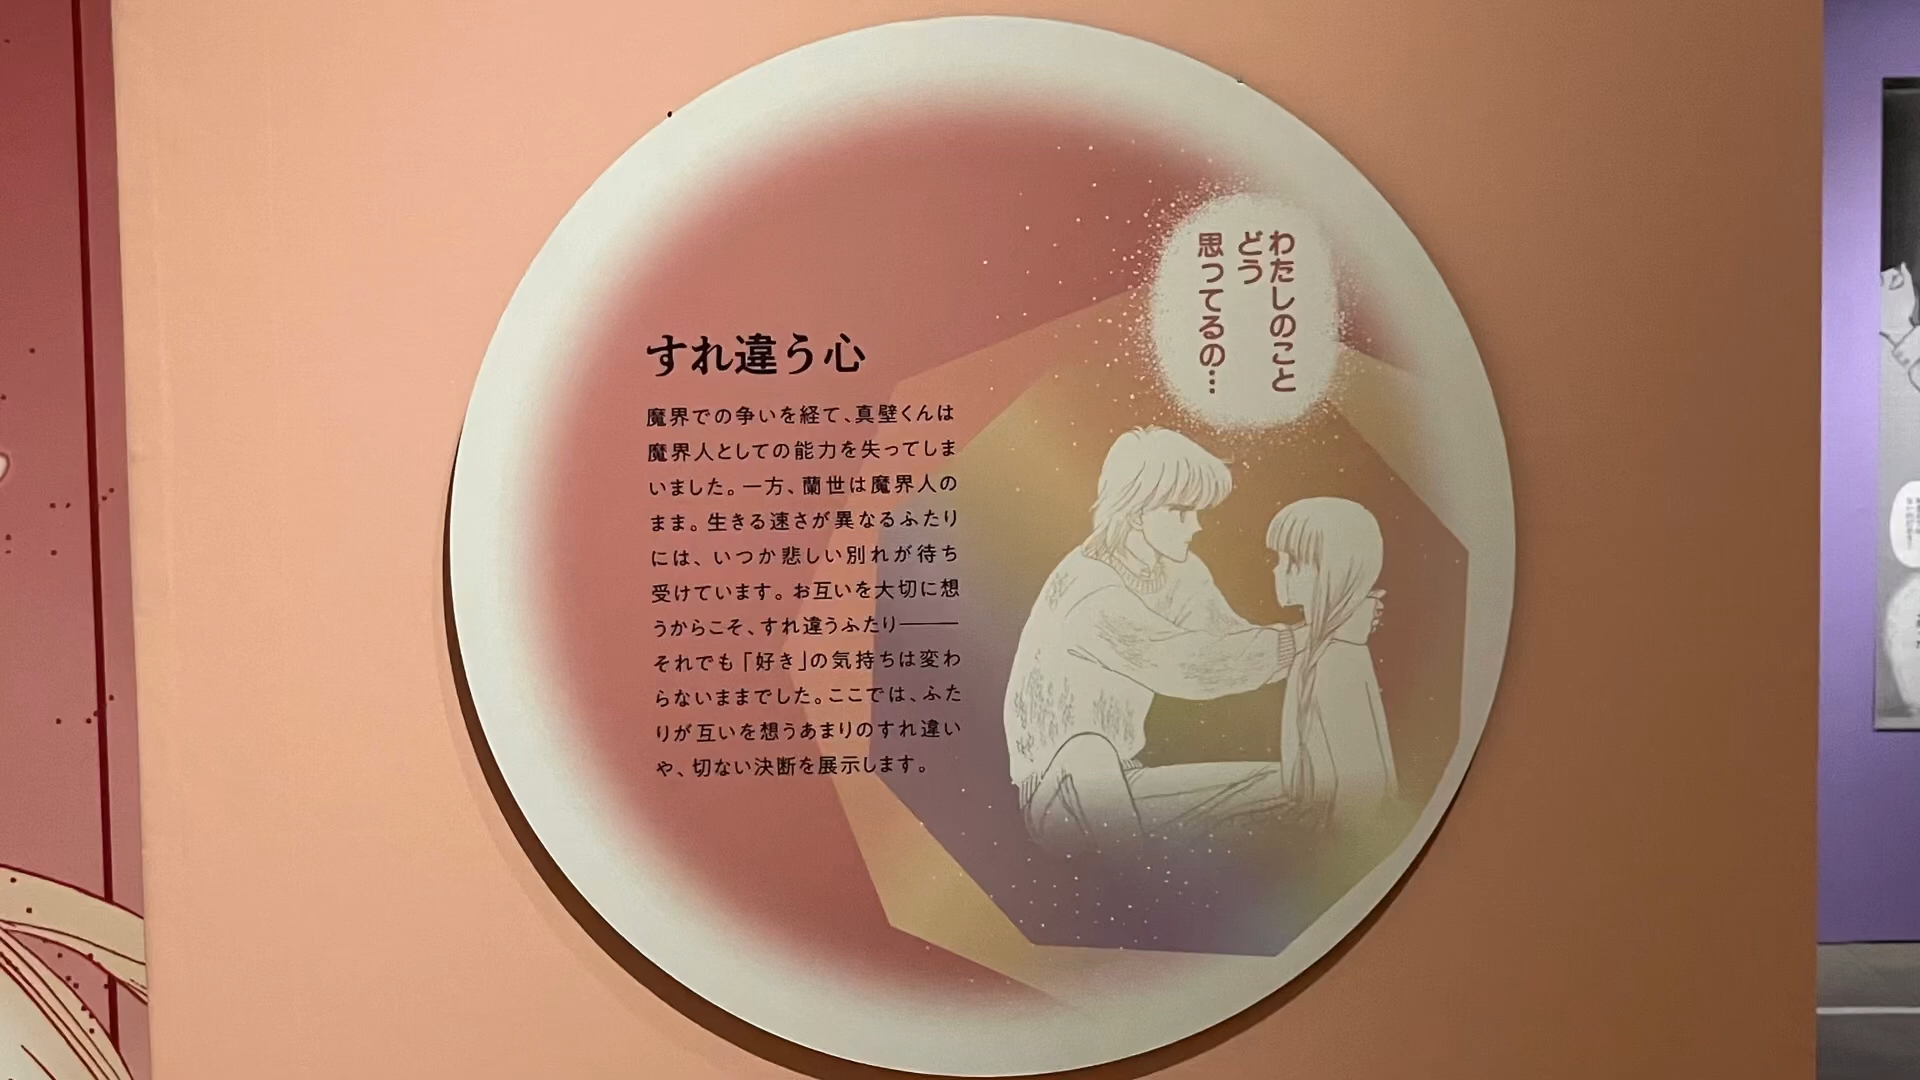 すれ違う心
魔界での争いを経て、真壁くんは
魔界人としての能力を失ってしま
いました。一方、蘭世は魔界人の
まま。生きる速さが異なるふたり
には、いつか悲しい別れが待ち
受けています。お互いを大切に想
うからこそ、すれ違うふたり――
それでも「好き」の気持ちは変わ
らないままでした。ここでは、ふた
りが互いを想うあまりのすれ違い
や、切ない決断を展示します。
わたしのこと
どう
思ってるの…